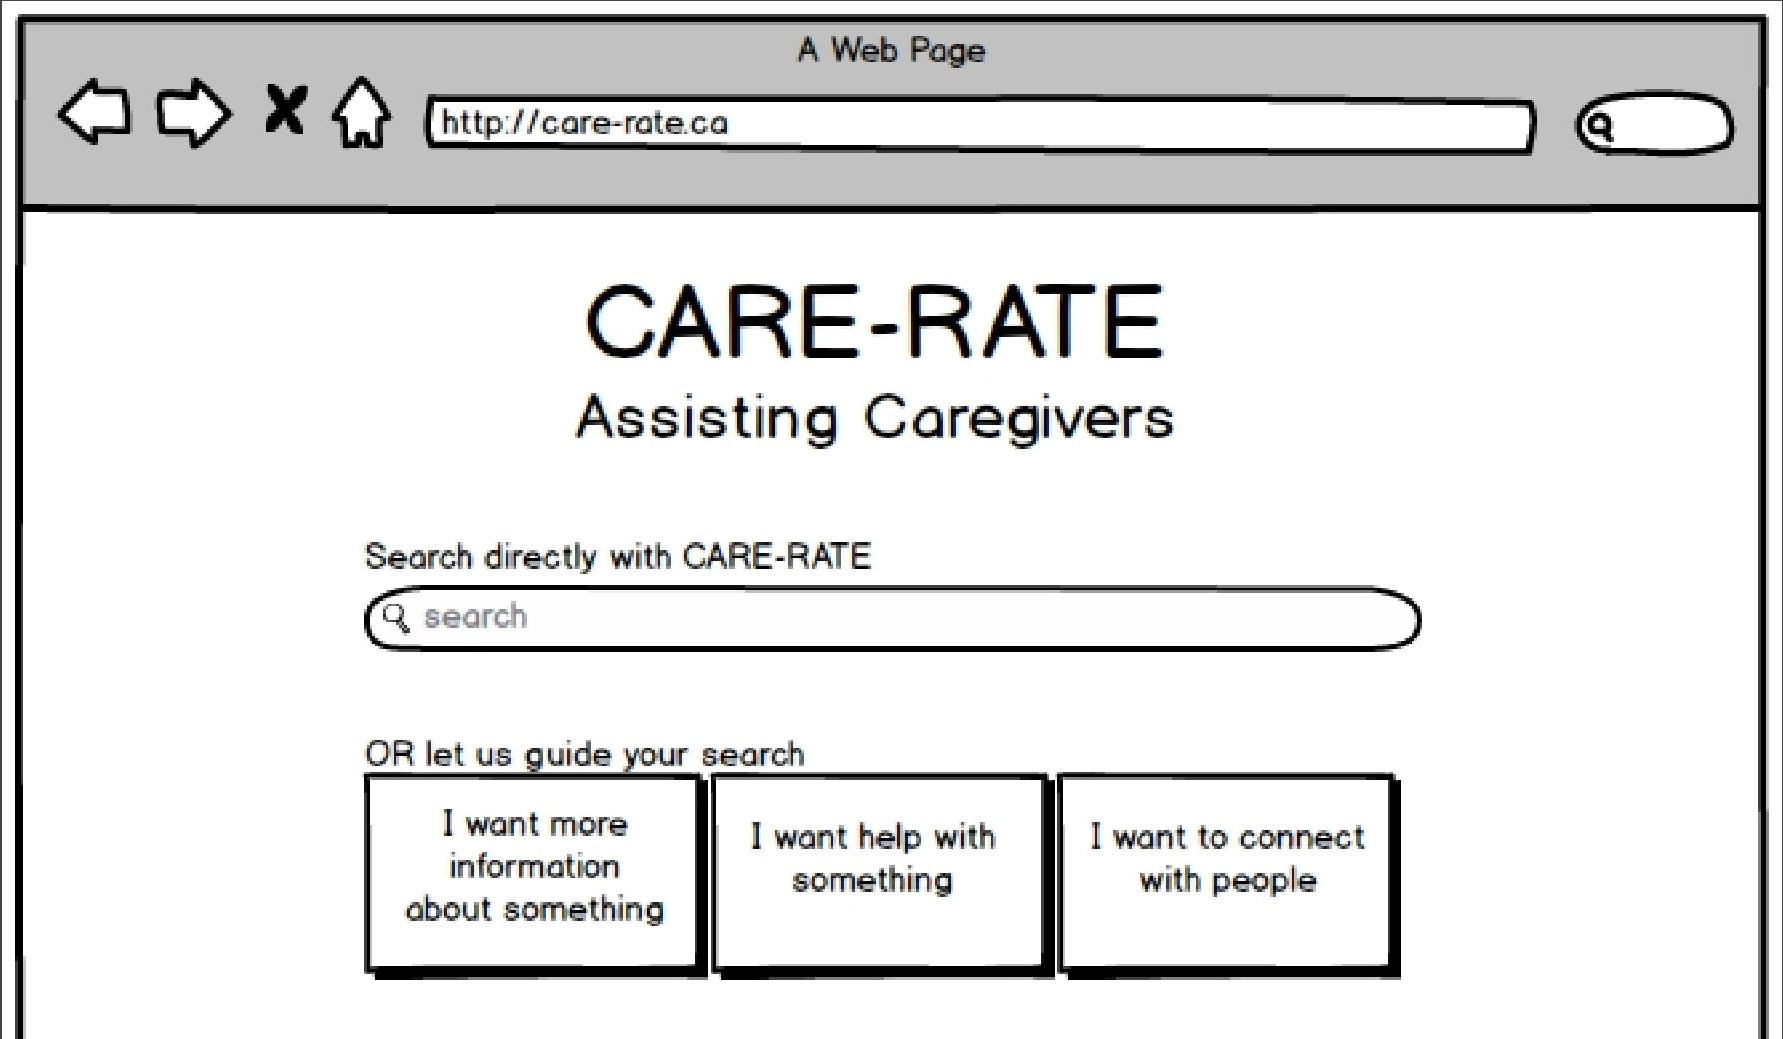 A Web Page
http://care-rate.ca
CARE-RATE
Assisting Caregivers
Search directly with CARE-RATE
search
OR let us guide your search
I want more
information
about something
I want help with
something
I want to connect
with people